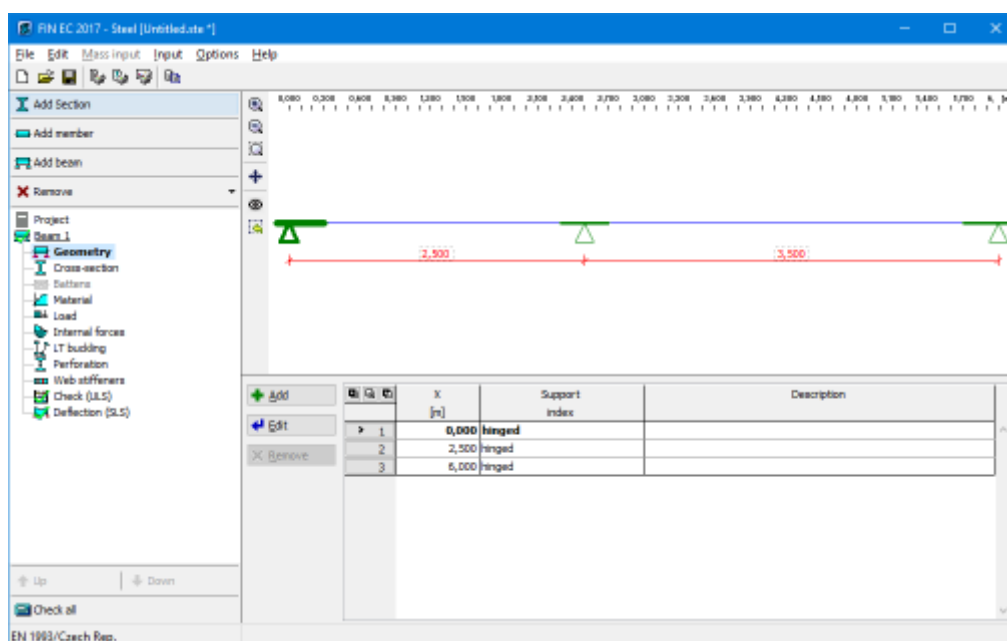 FIN EC 2017 - Steel [Untitled.ste *]
File Edit Mass input Input Options Help
Add Section
Add member
Add beam
Remove
Project
Beam 1
Geometry
Cross-section
Battens
Material
Load
Internal forces
LT buckling
Perforation
Web stiffeners
Check (ULS)
Deflection (SLS)
Up Down
Check all
EN 1993/Czech Rep.
2,500 3,500
Add
Edit
Remove
X Support Description
[m] index
1 0,000 hinged
2 2,500 hinged
3 6,000 hinged